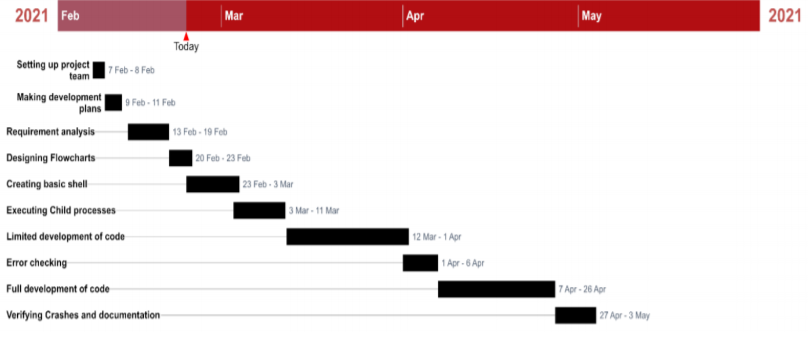 2021 Feb Mar Apr May 2021
Today
Setting up project
team
7 Feb - 8 Feb
Making development
plans
9 Feb - 11 Feb
Requirement analysis 13 Feb - 19 Feb
Designing Flowcharts 20 Feb - 23 Feb
Creating basic shell 23 Feb - 3 Mar
Executing Child processes 3 Mar - 11 Mar
Limited development of code 12 Mar - 1 Apr
Error checking 1 Apr - 6 Apr
Full development of code 7 Apr - 26 Apr
Verifying Crashes and documentation 27 Apr - 3 May